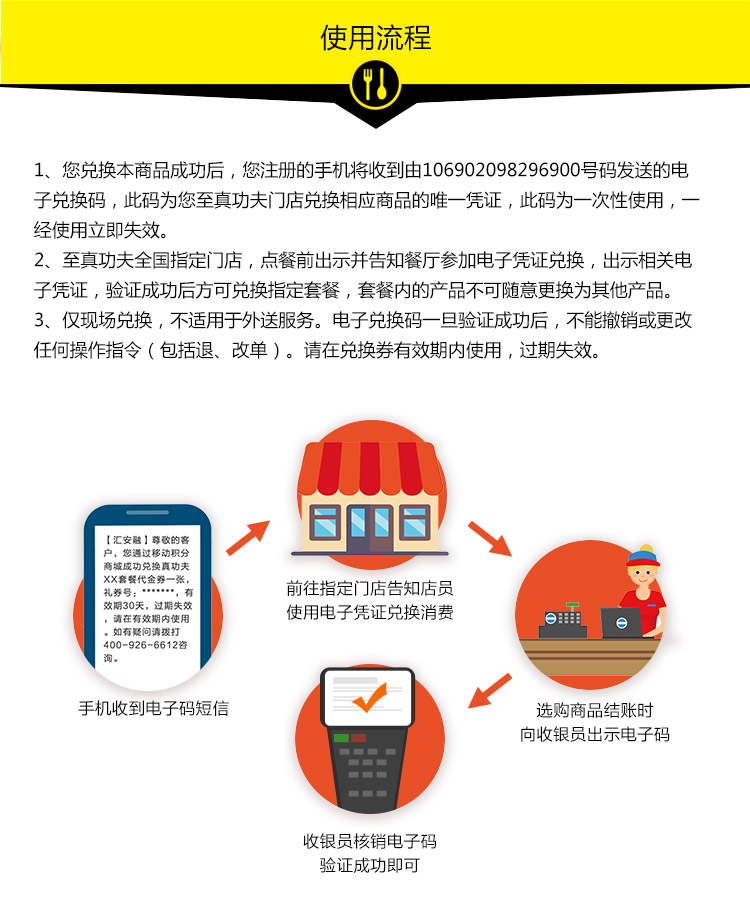 使用流程
1、您兑换本商品成功后，您注册的手机将收到由106902098296900号码发送的电
子兑换码，此码为您至真功夫门店兑换相应商品的唯一凭证，此码为一次性使用，一
经使用立即失效。
2、至真功夫全国指定门店，点餐前出示并告知餐厅参加电子凭证兑换，出示相关电
子凭证，验证成功后方可兑换指定套餐，套餐内的产品不可随意更换为其他产品。
3、仅现场兑换，不适用于外送服务。电子兑换码一旦验证成功后，不能撤销或更改
任何操作指令（包括退、改单）。请在兑换券有效期内使用，过期失效。
【汇安融】尊敬的客
户，您通过移动积分
商城成功兑换真功夫
XX套餐代金券一张，
礼券号：*******，有
效期30天，过期失效
，请在有效期内使用
。如有疑问请拨打
400-926-6612咨
询。
手机收到电子码短信
前往指定门店告知店员
使用电子凭证兑换消费
选购商品结账时
向收银员出示电子码
收银员核销电子码
验证成功即可